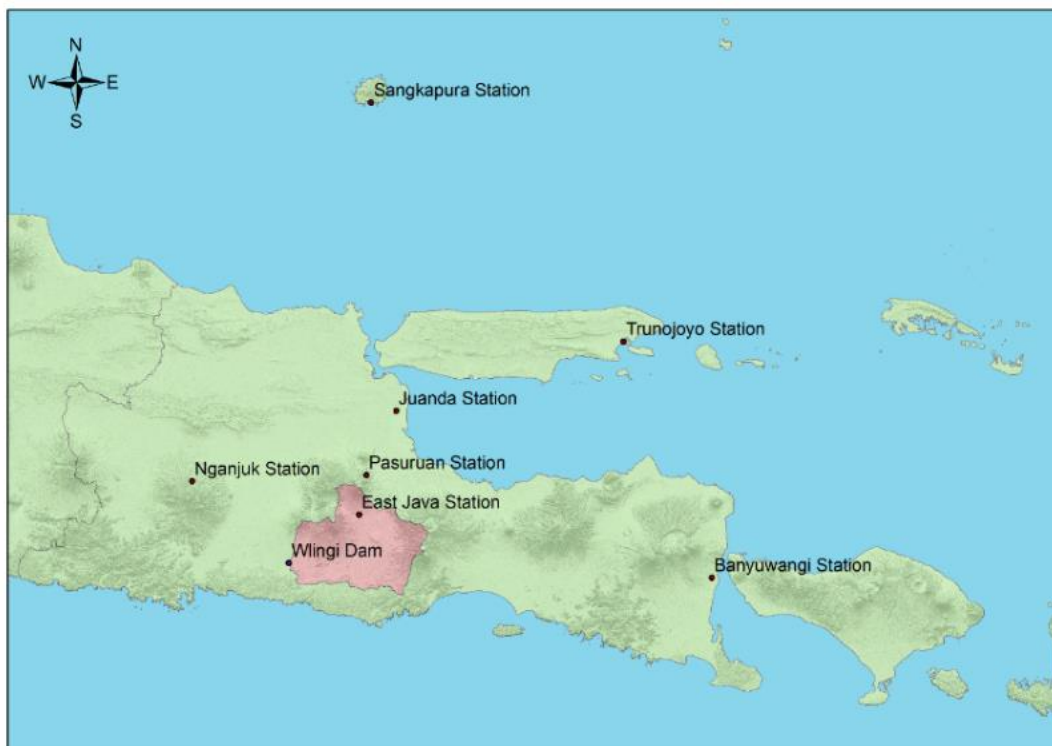 N
W E
S
Sangkapura Station
Trunojoyo Station
Juanda Station
Pasuruan Station
Nganjuk Station
East Java Station
Wlingi Dam
Banyuwangi Station